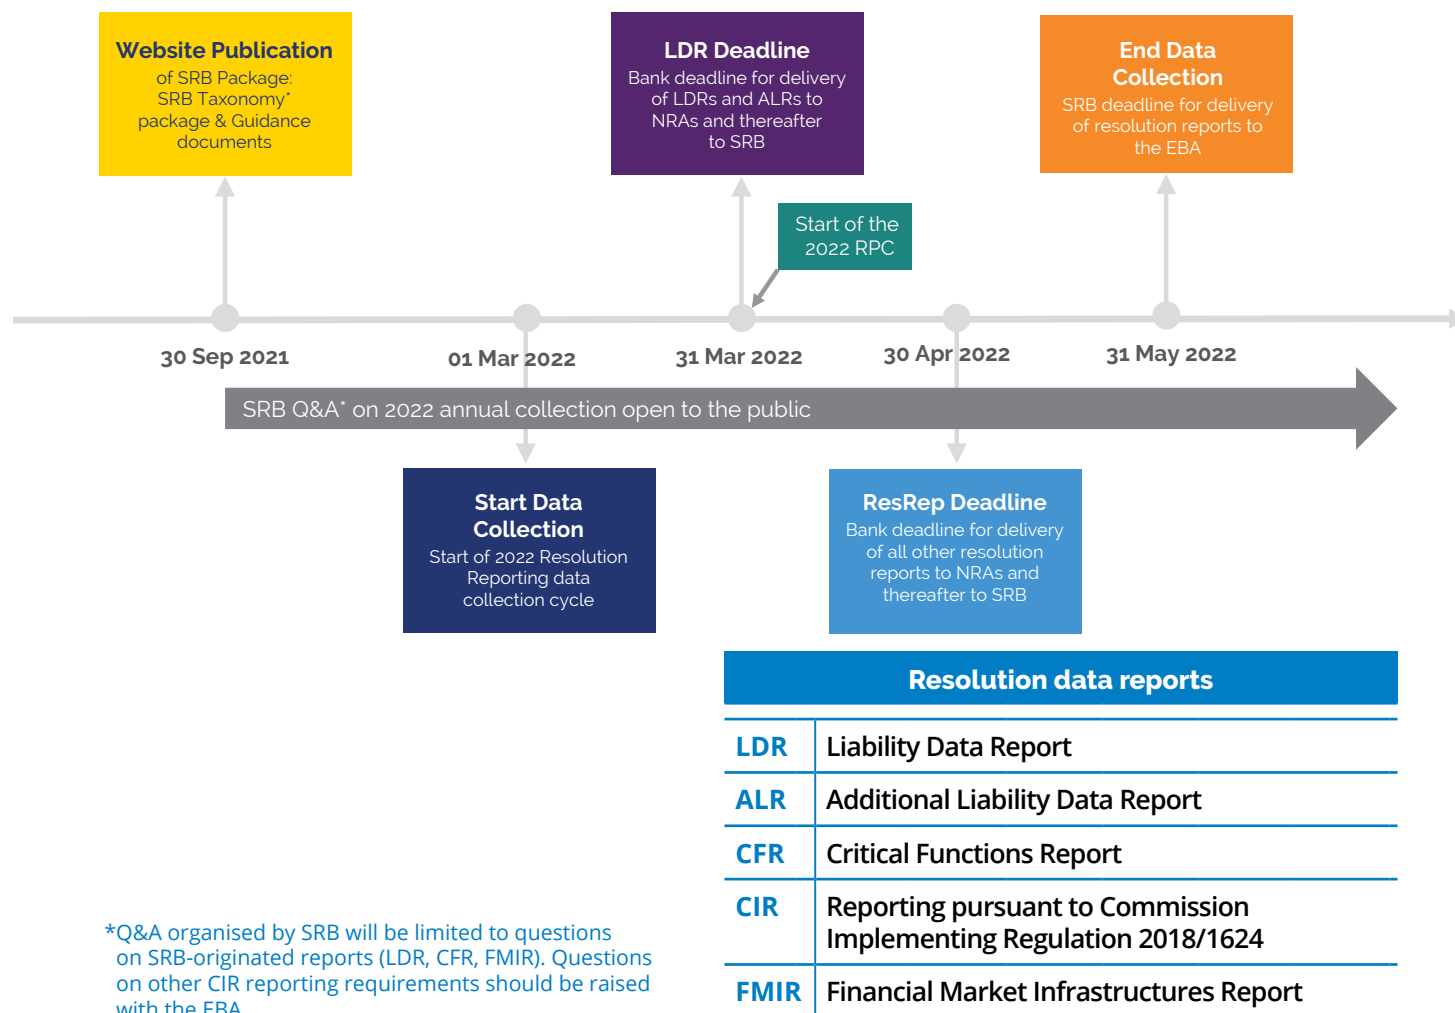 Website Publication
of SRB Package:
SRB Taxonomy*
package & Guidance
documents
LDR Deadline
Bank deadline for delivery
of LDRs and ALRs to
NRAs and thereafter
to SRB
End Data
Collection
SRB deadline for delivery
of resolution reports to
the EBA
Start of the
2022 RPC
30 Sep 2021
01 Mar 2022
31 Mar 2022
30 Apr 2022
31 May 2022
SRB Q&A* on 2022 annual collection open to the public
Start Data
Collection
Start of 2022 Resolution
Reporting data
collection cycle
ResRep Deadline
Bank deadline for delivery
of all other resolution
reports to NRAs and
thereafter to SRB
Resolution data reports
LDR Liability Data Report
ALR Additional Liability Data Report
CFR Critical Functions Report
CIR Reporting pursuant to Commission
Implementing Regulation 2018/1624
FMIR Financial Market Infrastructures Report
*Q&A organised by SRB will be limited to questions
on SRB-originated reports (LDR, CFR, FMIR). Questions
on other CIR reporting requirements should be raised
with the EBA